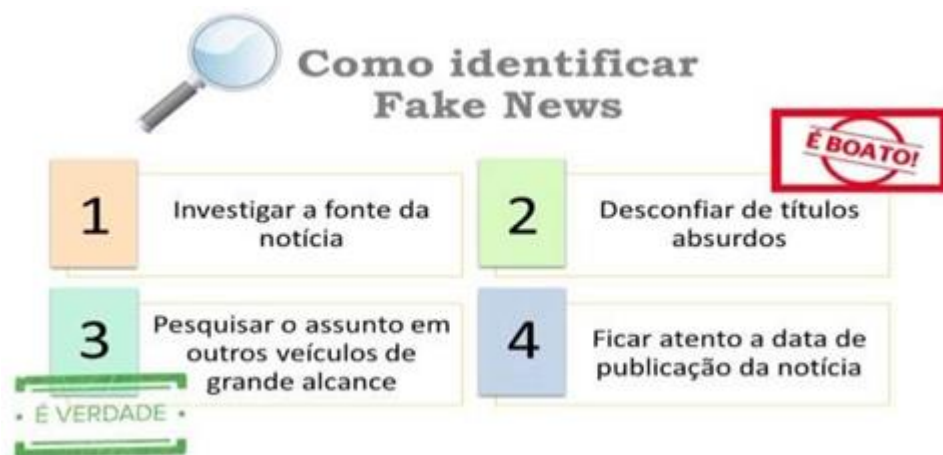 Como identificar
Fake News
É BOATO!
1
Investigar a fonte da
notícia
2
Desconfiar de títulos
absurdos
3
Pesquisar o assunto em
outros veículos de
grande alcance
4
Ficar atento a data de
publicação da notícia
• É VERDADE •